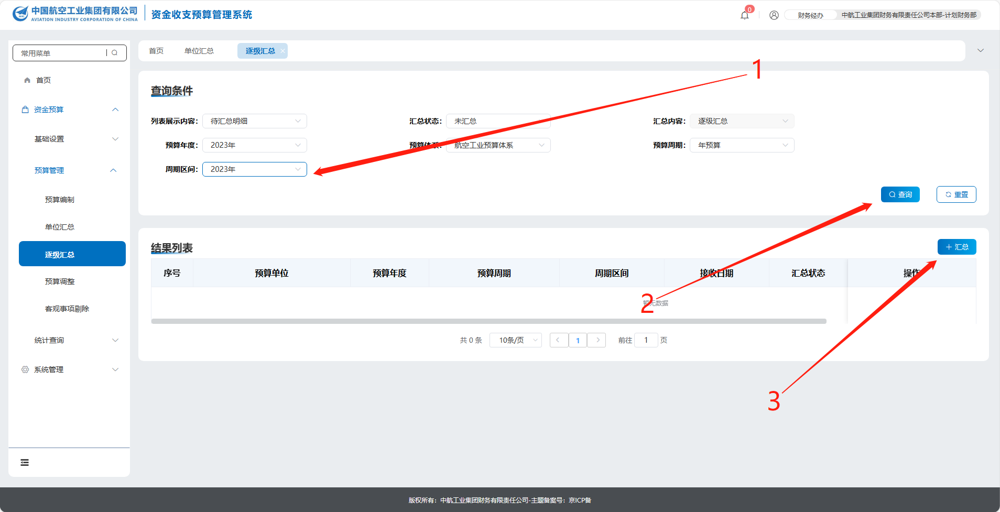 中国航空工业集团有限公司
AVIATION INDUSTRY CORPORATION OF CHINA
资金收支预算管理系统
0
财务经办
中航工业集团财务有限责任公司本部-计划财务部
常用菜单
首页
资金预算
基础设置
预算管理
预算编制
单位汇总
逐级汇总
预算调整
客观事项剔除
统计查询
系统管理
首页 单位汇总 逐级汇总
1
查询条件
列表展示内容： 待汇总明细 汇总状态： 未汇总 汇总内容： 逐级汇总
预算年度： 2023年 预算体系： 航空工业预算体系 预算周期： 年预算
周期区间： 2023年
查询 重置
结果列表
汇总
序号 预算单位 预算年度 预算周期 周期区间 接收日期 汇总状态 操作
2
暂无数据
共 0 条 10条/页 1 前往 1 页
3
版权所有：中航工业集团财务有限责任公司-主题备案号：京ICP备